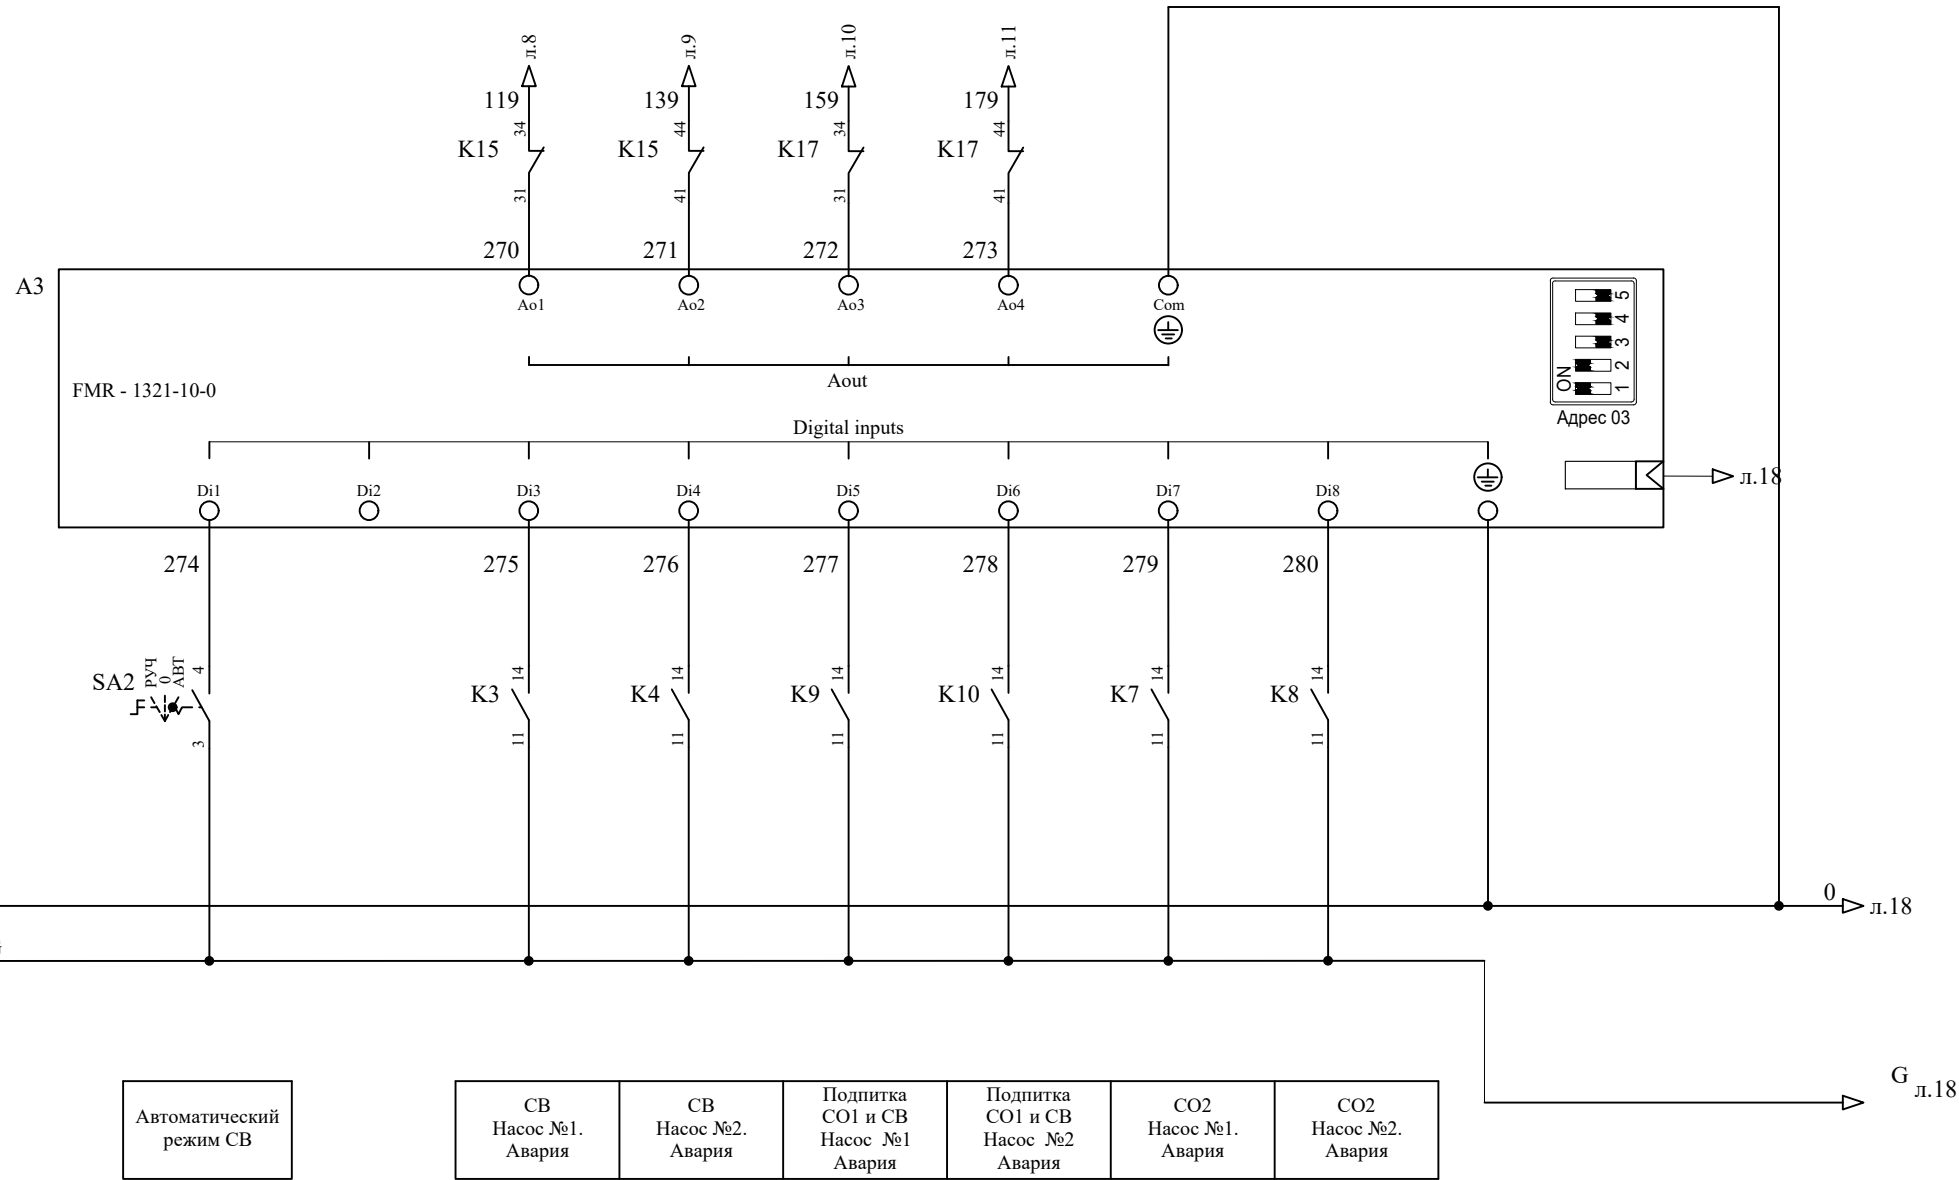 л.8
л.9
л.10
л.11
119
139
159
179
34
44
34
44
K15
K15
K17
K17
31
41
31
41
270
271
272
273
A3
Ao1
Ao2
Ao3
Ao4
Com
5
4
3
2
1
ON
Aout
FMR - 1321-10-0
Адрес 03
Digital inputs
Di1
Di2
Di3
Di4
Di5
Di6
Di7
Di8
л.18
274
275
276
277
278
279
280
РУЧ
0
АВТ
4
14
14
14
14
14
14
SA2
K3
K4
K9
K10
K7
K8
3
11
11
11
11
11
11
0
л.18
G
л.18
Автоматический
режим СВ
СВ
Насос №1.
Авария
СВ
Насос №2.
Авария
Подпитка
СО1 и СВ
Насос №1
Авария
Подпитка
СО1 и СВ
Насос №2
Авария
СО2
Насос №1.
Авария
СО2
Насос №2.
Авария